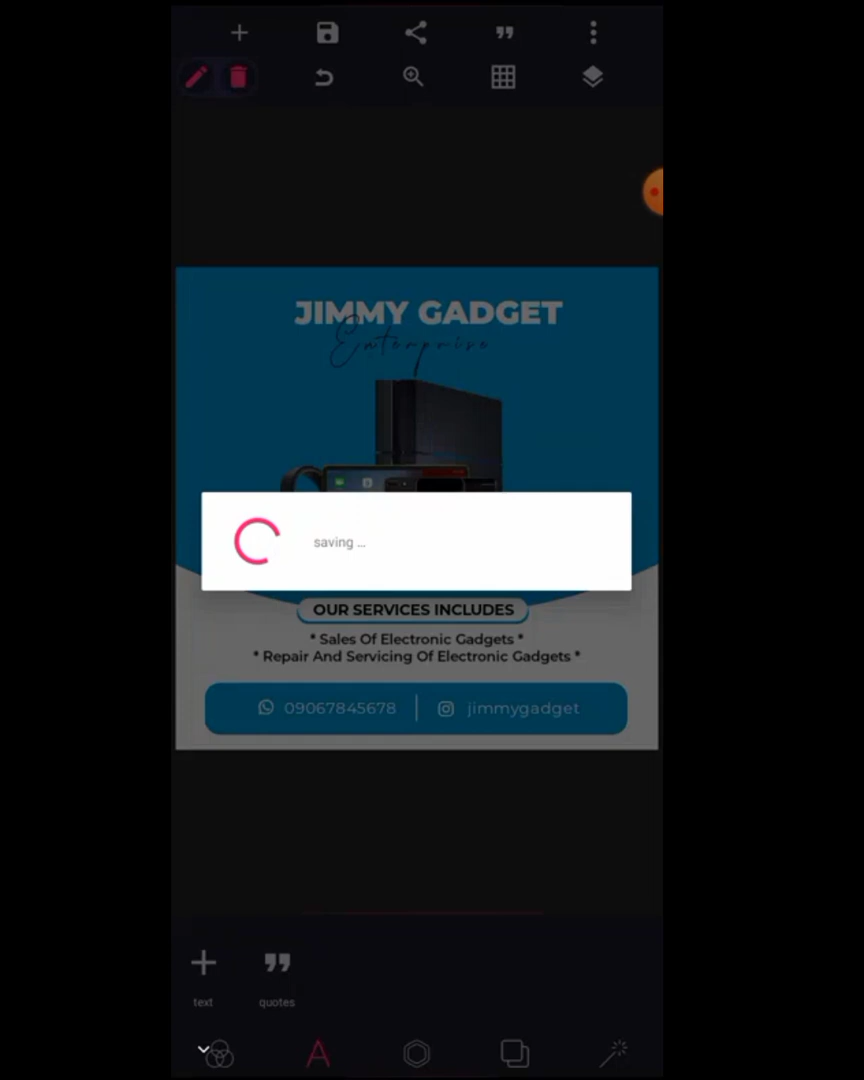 JIMMY GADGET
Enterprise
saving ...
OUR SERVICES INCLUDES
* Sales Of Electronic Gadgets *
* Repair And Servicing Of Electronic Gadgets *
09067845678 | jimmygadget
text quotes